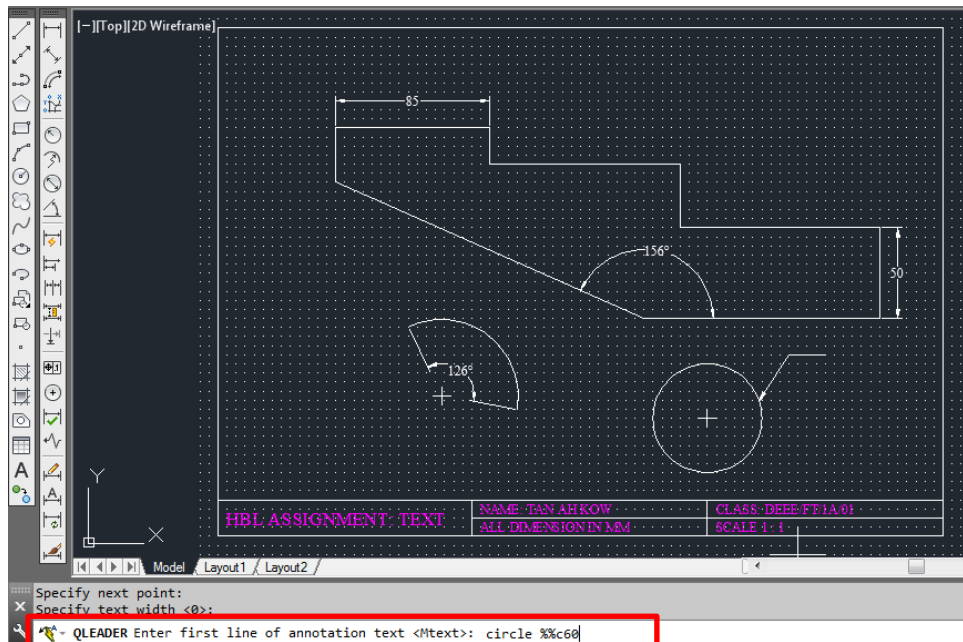 [−][Top][2D Wireframe]
85
156°
50
126°
Y
X
HBL ASSIGNMENT: TEXT
NAME: TAN AH KOW
CLASS: DEEE/FT/1A/01
ALL DIMENSION IN MM
SCALE 1 : 1
Model
Layout1
Layout2
Specify next point:
Specify text width <0>:
QLEADER Enter first line of annotation text <Mtext>: circle %%c60